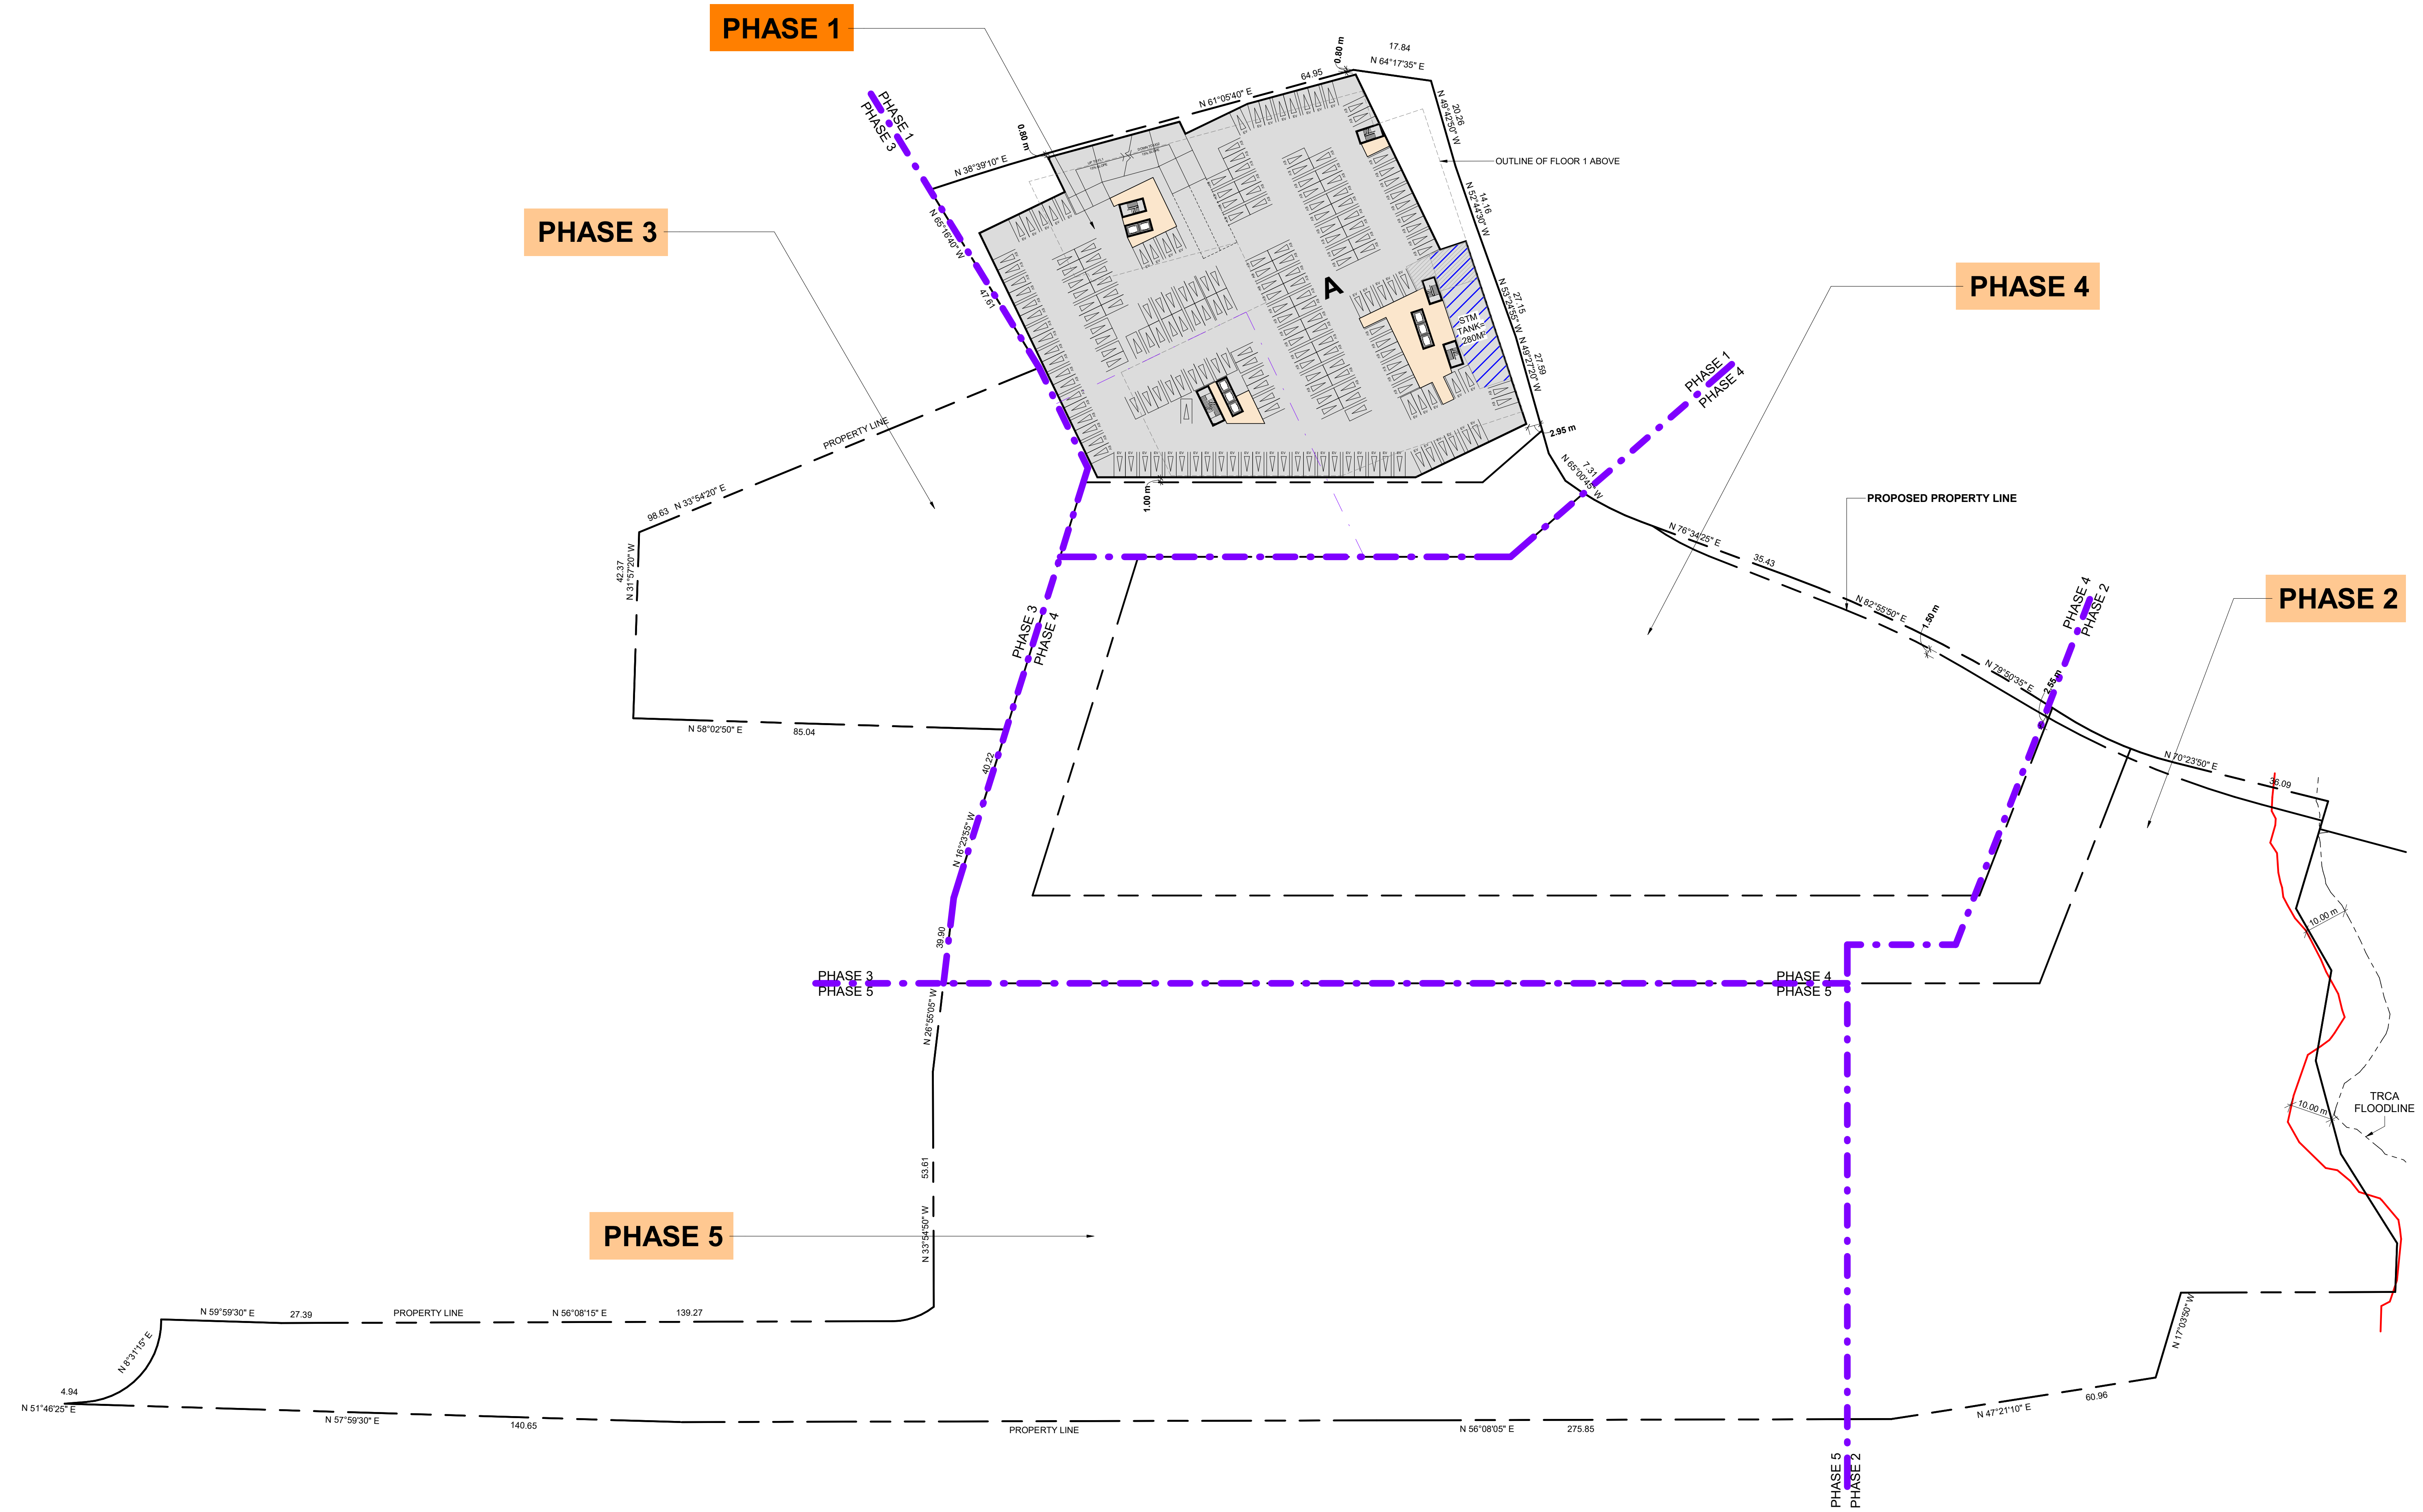 PHASE 1
0.80 m
17.84
N 64°17'35" E
64.95
N 61°05'40" E
20.26
N 49°42'50" W
PHASE 1
PHASE 3
0.80 m
N 38°39'10" E
OUTLINE OF FLOOR 1 ABOVE
14.16
N 52°44'30" W
PHASE 3
N 65°16'40" W
47.61
A
PHASE 4
27.15
N 53°24'55" W
STM
TANK=
280M²
27.59
N 49°27'20" W
PHASE 1
PHASE 4
PROPERTY LINE
2.95 m
7.31
N 65°00'45" W
1.00 m
PROPOSED PROPERTY LINE
98.63
N 33°54'20" E
N 76°34'25" E
35.43
42.37
N 31°57'20" W
PHASE 3
PHASE 4
N 82°55'50" E
1.50 m
PHASE 4
PHASE 2
PHASE 2
N 79°50'35" E
2.55 m
N 58°02'50" E
85.04
40.22
N 70°23'50" E
36.09
N 16°23'55" W
39.90
10.00 m
PHASE 3
PHASE 5
PHASE 4
PHASE 5
N 26°55'05" W
TRCA
FLOODLINE
10.00 m
53.61
N 33°54'50" W
PHASE 5
N 59°59'30" E
27.39
PROPERTY LINE
N 56°08'15" E
139.27
N 8°31'15" E
N 17°03'50" W
4.94
N 51°46'25" E
N 57°59'30" E
140.65
PROPERTY LINE
N 56°08'05" E
275.85
N 47°21'10" E
60.96
PHASE 5
PHASE 2